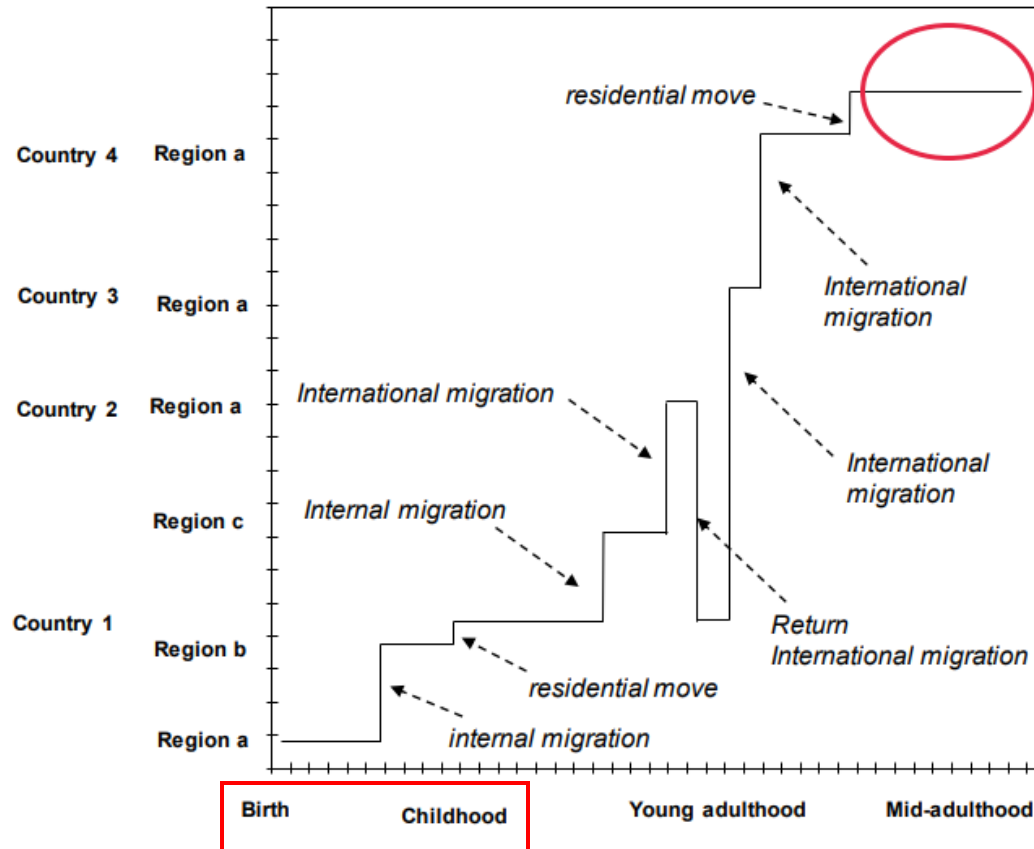 residential move
Country 4 Region a
International
migration
Country 3 Region a
International migration
Country 2 Region a
International
migration
Internal migration
Region c
Country 1
Return
International migration
Region b
residential move
internal migration
Region a
Birth Childhood Young adulthood Mid-adulthood